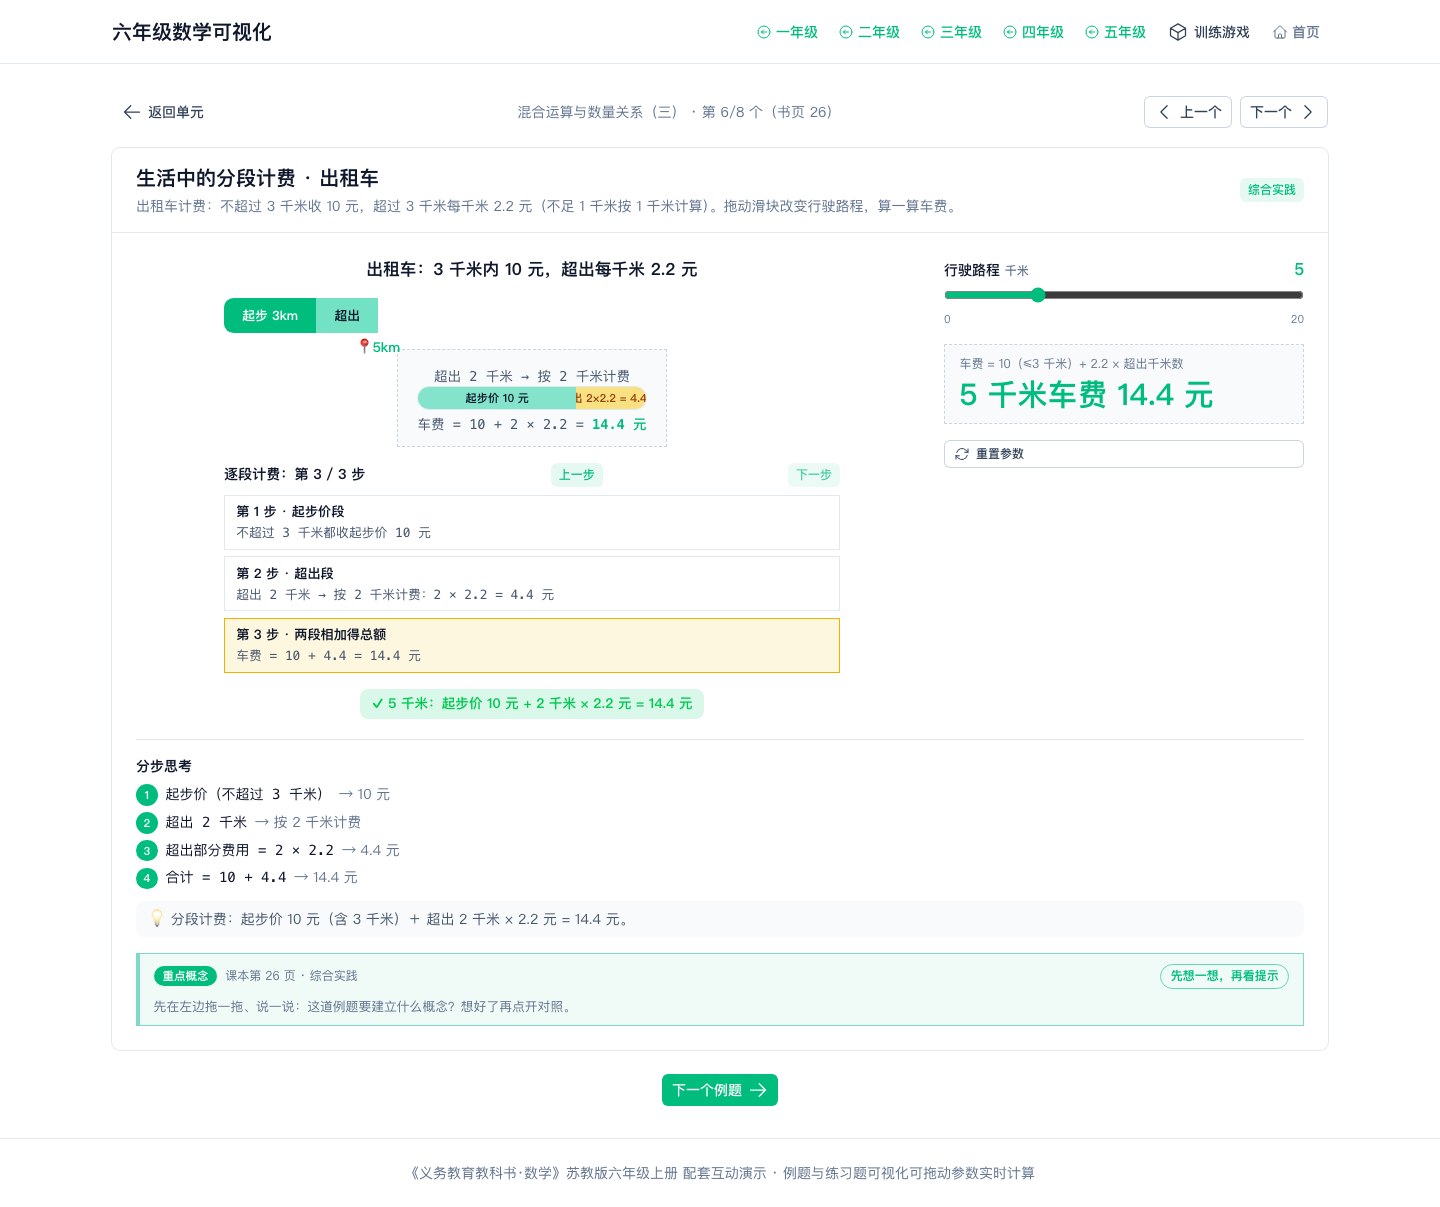 六年级数学可视化
一年级
二年级
三年级
四年级
五年级
训练游戏
首页
返回单元
混合运算与数量关系（三） · 第 6/8 个（书页 26）
上一个
下一个
生活中的分段计费 · 出租车
出租车计费：不超过 3 千米收 10 元，超过 3 千米每千米 2.2 元（不足 1 千米按 1 千米计算）。拖动滑块改变行驶路程，算一算车费。
综合实践
出租车：3 千米内 10 元，超出每千米 2.2 元
起步 3km
超出
5km
超出 2 千米 → 按 2 千米计费
起步价 10 元
2×2.2 = 4.4
车费 = 10 + 2 × 2.2 = 14.4 元
行驶路程 千米
5
0
20
车费 = 10（≤3 千米）+ 2.2 × 超出千米数
5 千米车费 14.4 元
重置参数
逐段计费：第 3 / 3 步
上一步
下一步
第 1 步 · 起步价段
不超过 3 千米都收起步价 10 元
第 2 步 · 超出段
超出 2 千米 → 按 2 千米计费：2 × 2.2 = 4.4 元
第 3 步 · 两段相加得总额
车费 = 10 + 4.4 = 14.4 元
✓ 5 千米：起步价 10 元 + 2 千米 × 2.2 元 = 14.4 元
分步思考
1 起步价（不超过 3 千米） → 10 元
2 超出 2 千米 → 按 2 千米计费
3 超出部分费用 = 2 × 2.2 → 4.4 元
4 合计 = 10 + 4.4 → 14.4 元
分段计费：起步价 10 元（含 3 千米）＋ 超出 2 千米 × 2.2 元 = 14.4 元。
重点概念
课本第 26 页 · 综合实践
先想一想，再看提示
先在左边拖一拖、说一说：这道例题要建立什么概念？想好了再点开对照。
下一个例题
《义务教育教科书·数学》苏教版六年级上册 配套互动演示 · 例题与练习题可视化可拖动参数实时计算